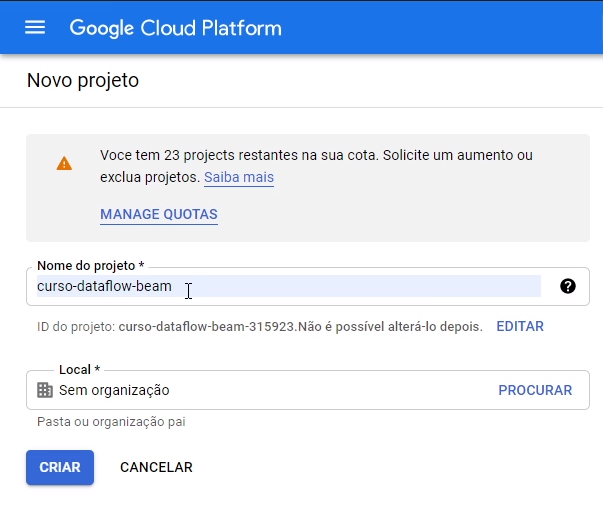 Google Cloud Platform
Novo projeto
Voce tem 23 projects restantes na sua cota. Solicite um aumento ou
exclua projetos. Saiba mais
MANAGE QUOTAS
Nome do projeto *
curso-dataflow-beam
ID do projeto: curso-dataflow-beam-315923.Não é possível alterá-lo depois. EDITAR
Local *
Sem organização PROCURAR
Pasta ou organização pai
CRIAR CANCELAR